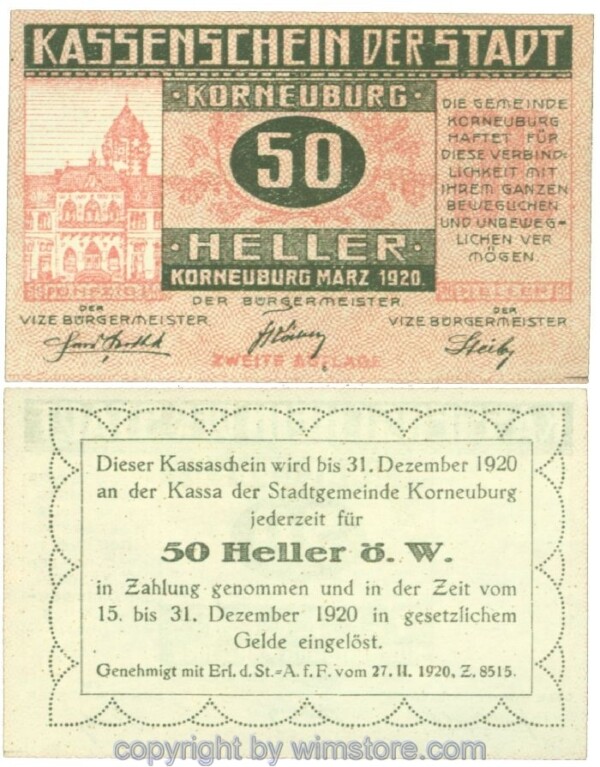 KASSENSCHEIN DER STADT
· KORNEUBURG ·
50
· HELLER ·
KORNEUBURG MÄRZ 1920.
DIE GEMEINDE
KORNEUBURG
HAFTET FÜR
DIESE VERBIND-
LICHKEIT MIT
IHREM GANZEN
BEWEGLICHEN
UND UNBEWEG-
LICHEN VER
MÖGEN.
FÜNFZIG
HELLER
DER
VIZE BÜRGERMEISTER
DER BÜRGERMEISTER
DER
VIZE BÜRGERMEISTER
ZWEITE AUFLAGE
Dieser Kassaschein wird bis 31. Dezember 1920
an der Kassa der Stadtgemeinde Korneuburg
jederzeit für
50 Heller ö. W.
in Zahlung genommen und in der Zeit vom
15. bis 31. Dezember 1920 in gesetzlichem
Gelde eingelöst.
Genehmigt mit Erl. d. St.=A. f. F. vom 27. II. 1920, Z. 8515.
copyright by wimstore.com